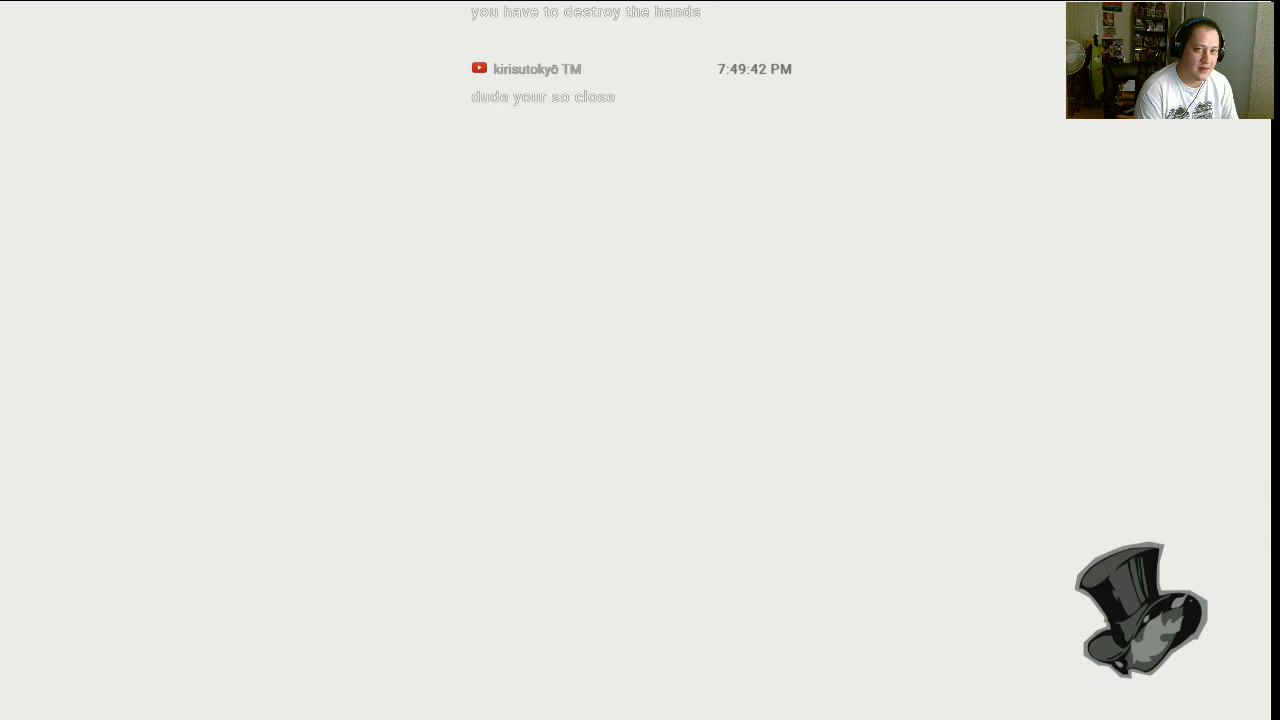 you have to destroy the hands
kirisutokyō TM 7:49:42 PM
dude your so close